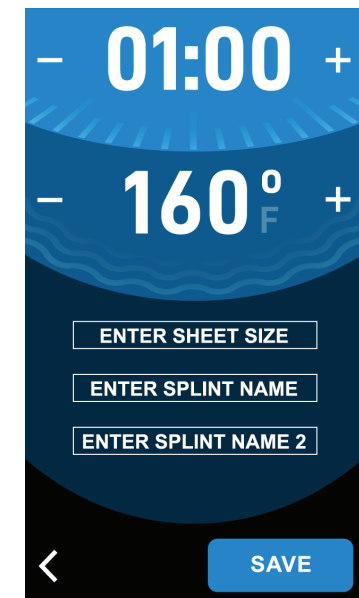 − 01:00 +
− 160° +
F
ENTER SHEET SIZE
ENTER SPLINT NAME
ENTER SPLINT NAME 2
SAVE